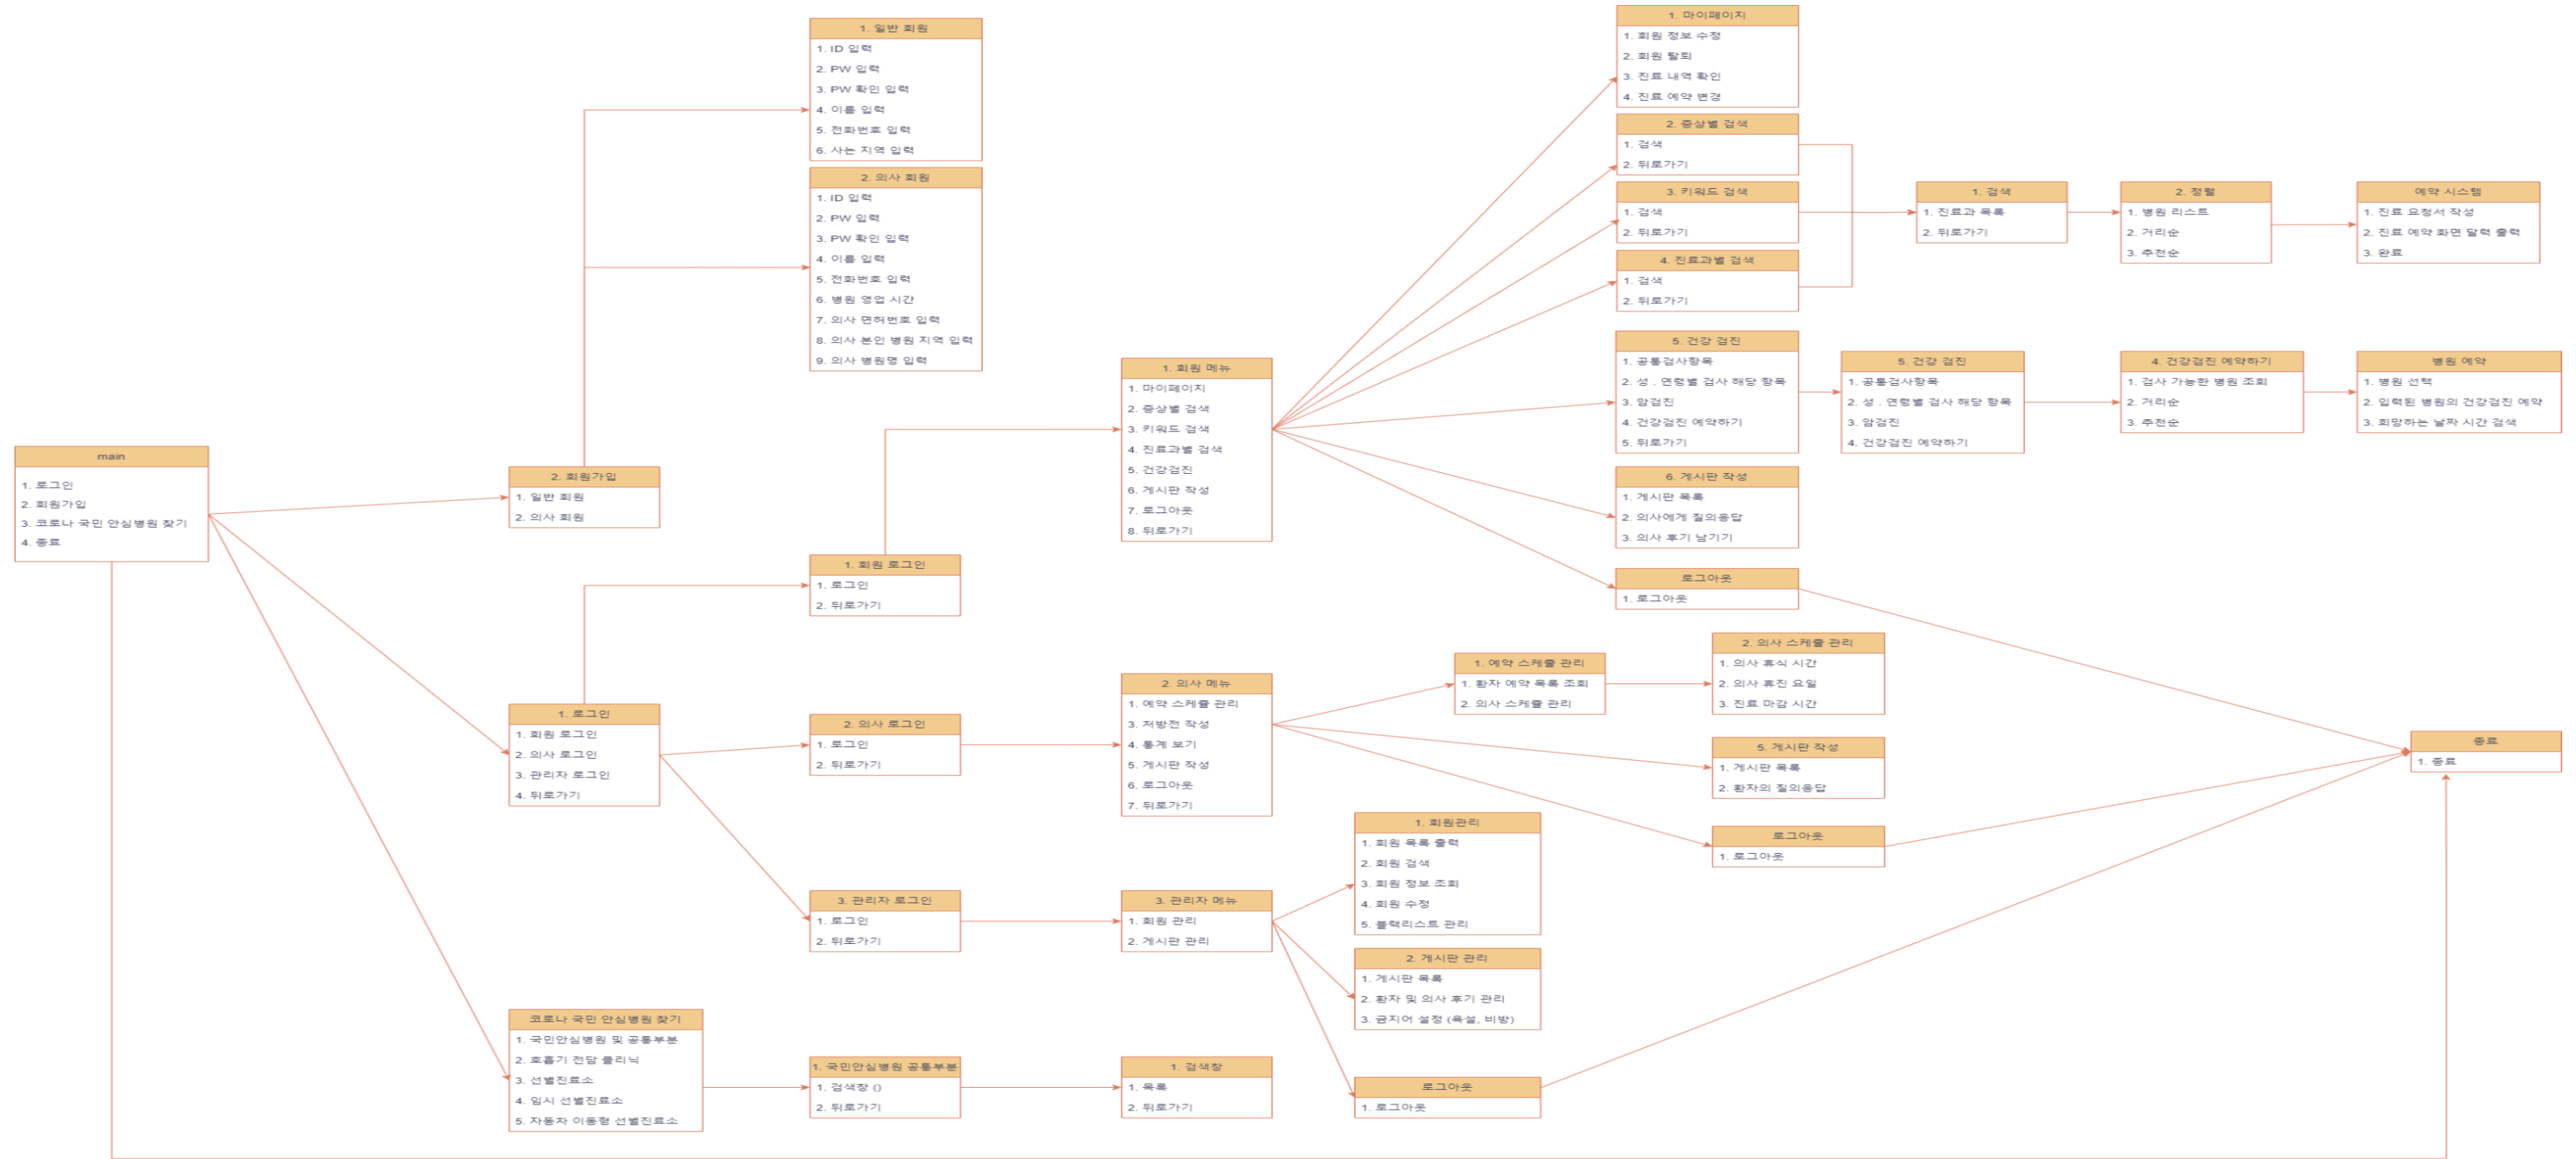 main
1. 로그인
2. 회원가입
3. 코로나 국민 안심병원 찾기
4. 종료
2. 회원가입
1. 일반 회원
2. 의사 회원
1. 로그인
1. 회원 로그인
2. 의사 로그인
3. 관리자 로그인
4. 뒤로가기
코로나 국민 안심병원 찾기
1. 국민안심병원 및 공통부분
2. 호흡기 전담 클리닉
3. 선별진료소
4. 임시 선별진료소
5. 자동차 이동형 선별진료소
1. 일반 회원
1. ID 입력
2. PW 입력
3. PW 확인 입력
4. 이름 입력
5. 전화번호 입력
6. 사는 지역 입력
2. 의사 회원
1. ID 입력
2. PW 입력
3. PW 확인 입력
4. 이름 입력
5. 전화번호 입력
6. 병원 영업 시간
7. 의사 면허번호 입력
8. 의사 본인 병원 지역 입력
9. 의사 병원명 입력
1. 회원 로그인
1. 로그인
2. 뒤로가기
2. 의사 로그인
1. 로그인
2. 뒤로가기
3. 관리자 로그인
1. 로그인
2. 뒤로가기
1. 국민안심병원 공통부분
1. 검색창 ()
2. 뒤로가기
1. 회원 메뉴
1. 마이페이지
2. 증상별 검색
3. 키워드 검색
4. 진료과별 검색
5. 건강검진
6. 게시판 작성
7. 로그아웃
8. 뒤로가기
2. 의사 메뉴
1. 예약 스케쥴 관리
3. 처방전 작성
4. 통계 보기
5. 게시판 작성
6. 로그아웃
7. 뒤로가기
3. 관리자 메뉴
1. 회원 관리
2. 게시판 관리
1. 검색창
1. 목록
2. 뒤로가기
1. 마이페이지
1. 회원 정보 수정
2. 회원 탈퇴
3. 진료 내역 확인
4. 진료 예약 변경
2. 증상별 검색
1. 검색
2. 뒤로가기
3. 키워드 검색
1. 검색
2. 뒤로가기
4. 진료과별 검색
1. 검색
2. 뒤로가기
5. 건강 검진
1. 공통검사항목
2. 성 . 연령별 검사 해당 항목
3. 암검진
4. 건강검진 예약하기
5. 뒤로가기
6. 게시판 작성
1. 게시판 목록
2. 의사에게 질의응답
3. 의사 후기 남기기
로그아웃
1. 로그아웃
1. 검색
1. 진료과 목록
2. 뒤로가기
2. 정렬
1. 병원 리스트
2. 거리순
3. 추천순
예약 시스템
1. 진료 요청서 작성
2. 진료 예약 화면 달력 출력
3. 완료
5. 건강 검진
1. 공통검사항목
2. 성 . 연령별 검사 해당 항목
3. 암검진
4. 건강검진 예약하기
4. 건강검진 예약하기
1. 검사 가능한 병원 조회
2. 거리순
3. 추천순
병원 예약
1. 병원 선택
2. 입력된 병원의 건강검진 예약
3. 희망하는 날짜 시간 검색
1. 예약 스케줄 관리
1. 환자 예약 목록 조회
2. 의사 스케줄 관리
2. 의사 스케줄 관리
1. 의사 휴식 시간
2. 의사 휴진 요일
3. 진료 마감 시간
5. 게시판 작성
1. 게시판 목록
2. 환자의 질의응답
로그아웃
1. 로그아웃
1. 회원관리
1. 회원 목록 출력
2. 회원 검색
3. 회원 정보 조회
4. 회원 수정
5. 블랙리스트 관리
2. 게시판 관리
1. 게시판 목록
2. 환자 및 의사 후기 관리
3. 금지어 설정 (욕설, 비방)
로그아웃
1. 로그아웃
종료
1. 종료